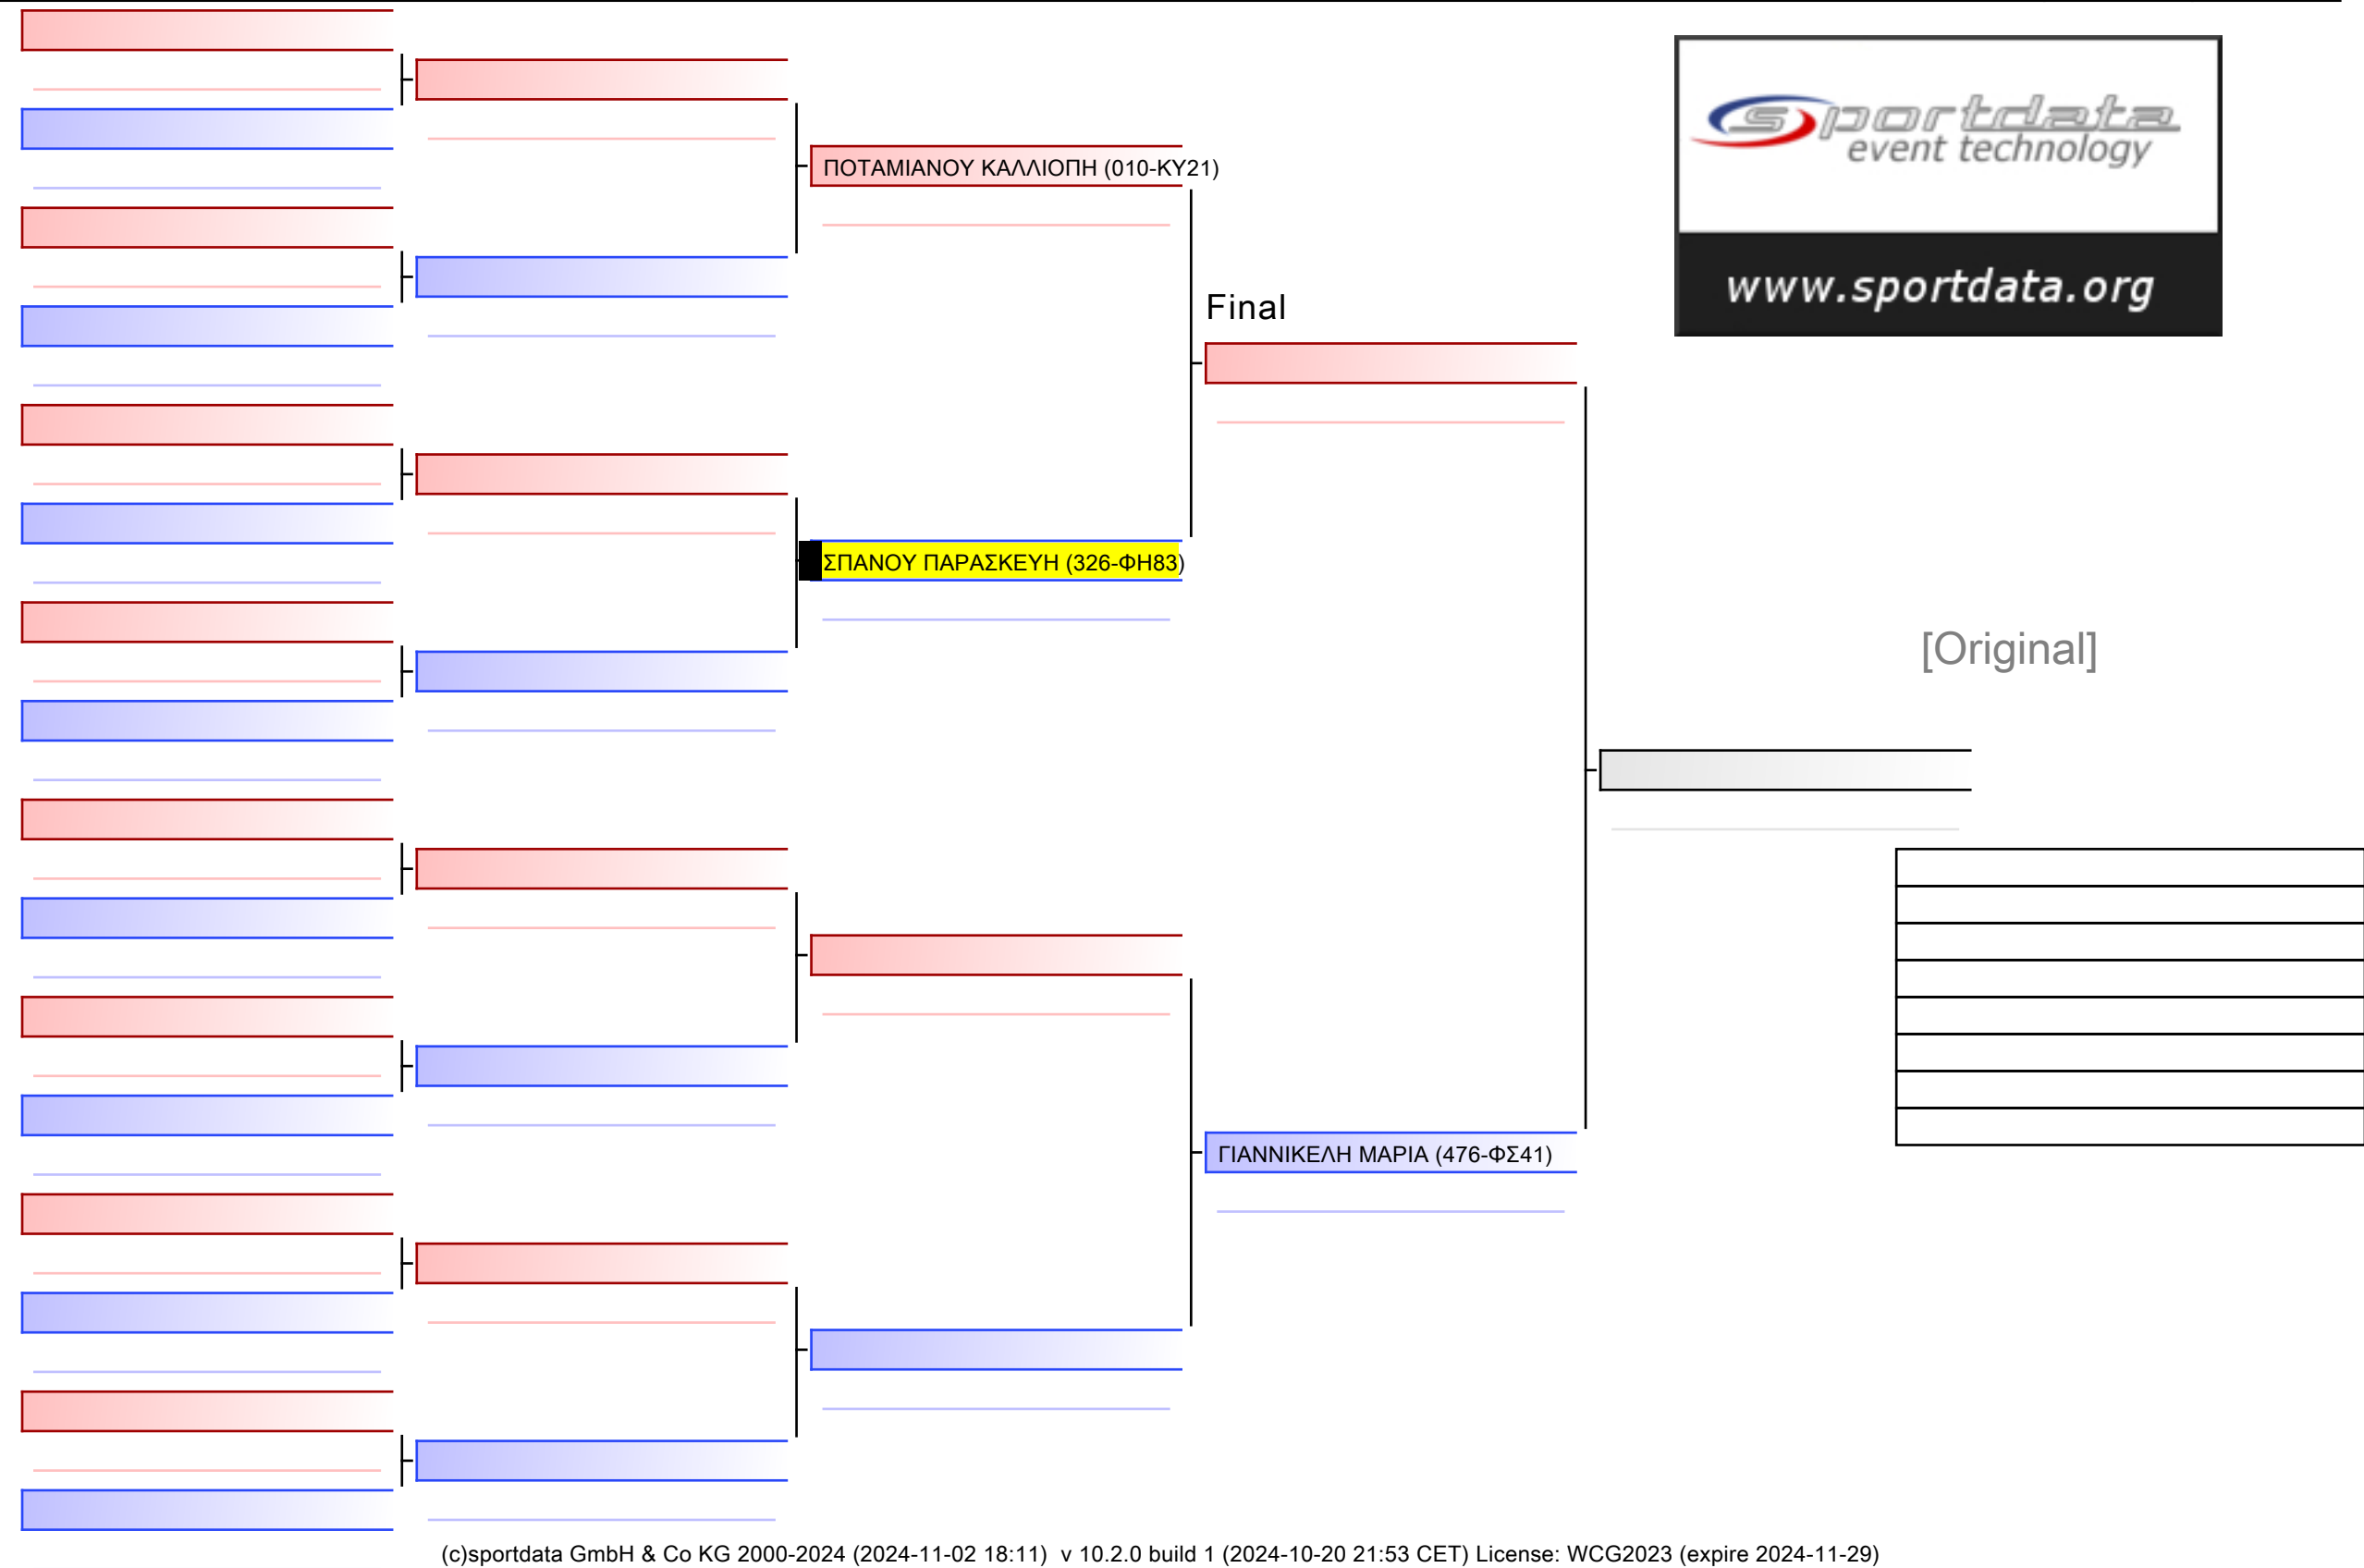 sportdata
event technology
www.sportdata.org
ΠΟΤΑΜΙΑΝΟΥ ΚΑΛΛΙΟΠΗ (010-ΚΥ21)
Final
ΣΠΑΝΟΥ ΠΑΡΑΣΚΕΥΗ (326-ΦΗ83)
[Original]
ΓΙΑΝΝΙΚΕΛΗ ΜΑΡΙΑ (476-ΦΣ41)
(c)sportdata GmbH & Co KG 2000-2024 (2024-11-02 18:11) v 10.2.0 build 1 (2024-10-20 21:53 CET) License: WCG2023 (expire 2024-11-29)